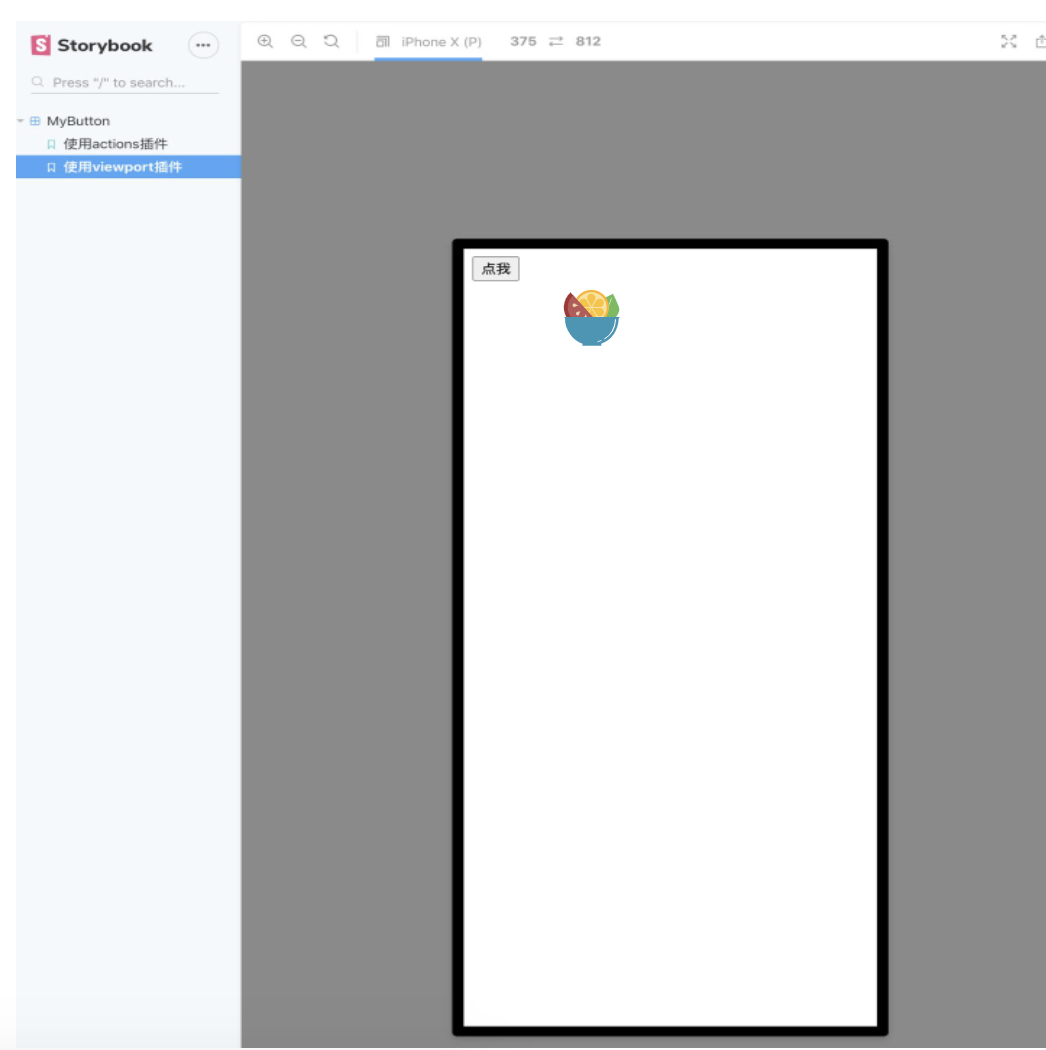 Storybook
Press "/" to search...
MyButton
使用actions插件
使用viewport插件
iPhone X (P) 375 812
点我